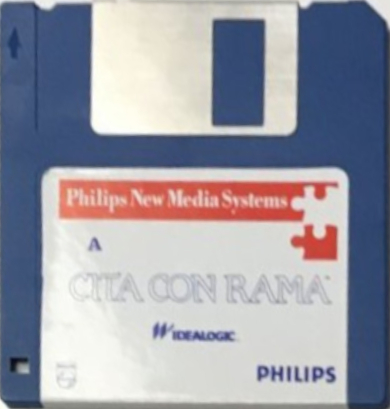 Philips New Media Systems
A
CITA CON RAMA
IDEALOGIC
PHILIPS